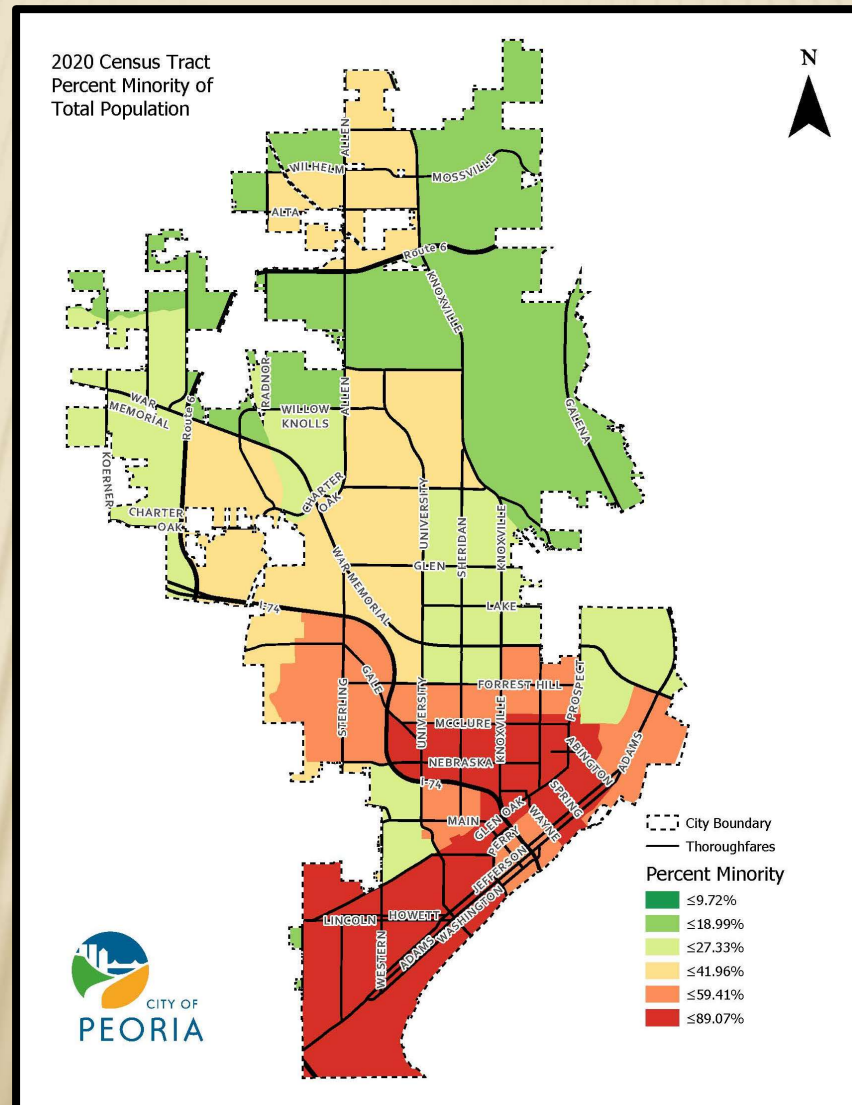 2020 Census Tract
Percent Minority of
Total Population
N
ALLEN
WILHELM
MOSSVILLE
ALTA
Route 6
KNOXVILLE
RADNOR
ALLEN
WAR
MEMORIAL
Route 6
WILLOW
KNOLLS
GALENA
KOERNER
CHARTER
OAK
CHARTER
OAK
UNIVERSITY
SHERIDAN
KNOXVILLE
WAR MEMORIAL
GLEN
LAKE
I-74
GALE
STERLING
UNIVERSITY
FORREST HILL
PROSPECT
KNOXVILLE
MCCLURE
NEBRASKA
ABINGTON
ADAMS
I-74
SPRING
MAIN
GLEN OAK
WAYNE
PERRY
JEFFERSON
WASHINGTON
LINCOLN
HOWETT
WESTERN
ADAMS
City Boundary
Thoroughfares
Percent Minority
≤9.72%
≤18.99%
≤27.33%
≤41.96%
≤59.41%
≤89.07%
CITY OF
PEORIA